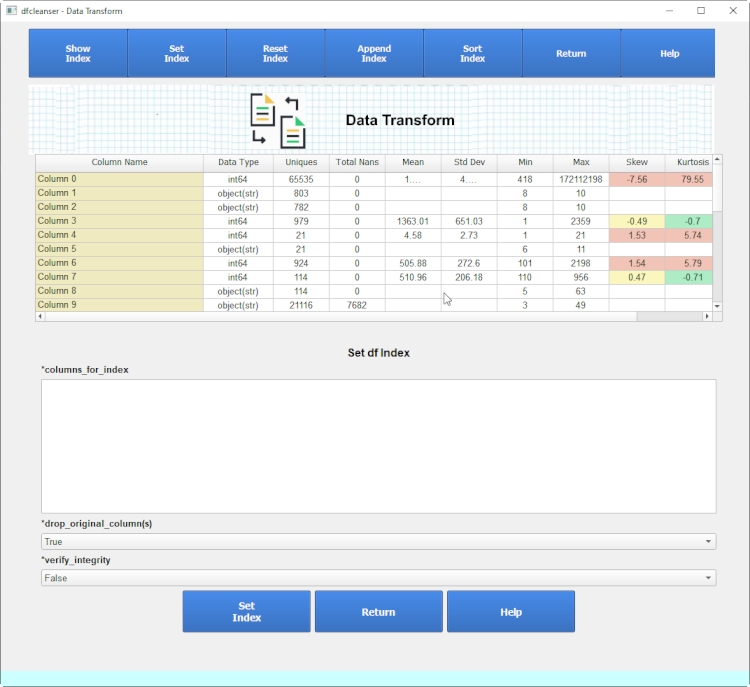 dfcleanser - Data Transform
Show Index
Set Index
Reset Index
Append Index
Sort Index
Return
Help
Data Transform
Column Name Data Type Uniques Total Nans Mean Std Dev Min Max Skew Kurtosis
Column 0 int64 65535 0 1.... 4.... 418 172112198 -7.56 79.55
Column 1 object(str) 803 0 8 10
Column 2 object(str) 782 0 8 10
Column 3 int64 979 0 1363.01 651.03 1 2359 -0.49 -0.7
Column 4 int64 21 0 4.58 2.73 1 21 1.53 5.74
Column 5 object(str) 21 0 6 11
Column 6 int64 924 0 505.88 272.6 101 2198 1.54 5.79
Column 7 int64 114 0 510.96 206.18 110 956 0.47 -0.71
Column 8 object(str) 114 0 5 63
Column 9 object(str) 21116 7682 3 49
Set df Index
*columns_for_index
*drop_original_column(s)
True
*verify_integrity
False
Set Index
Return
Help